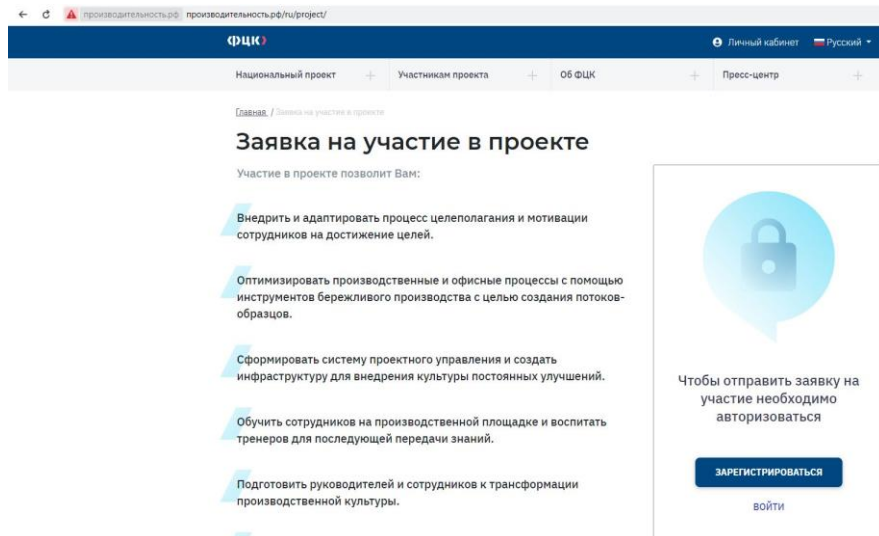 производительность.рф производительность.рф/ru/project/
ФЦК
Личный кабинет Русский
Национальный проект + Участникам проекта + Об ФЦК + Пресс-центр +
Главная / Заявка на участие в проекте
Заявка на участие в проекте
Участие в проекте позволит Вам:
Внедрить и адаптировать процесс целеполагания и мотивации
сотрудников на достижение целей.
Оптимизировать производственные и офисные процессы с помощью
инструментов бережливого производства с целью создания потоков-
образцов.
Сформировать систему проектного управления и создать
инфраструктуру для внедрения культуры постоянных улучшений.
Обучить сотрудников на производственной площадке и воспитать
тренеров для последующей передачи знаний.
Подготовить руководителей и сотрудников к трансформации
производственной культуры.
Чтобы отправить заявку на
участие необходимо
авторизоваться
ЗАРЕГИСТРИРОВАТЬСЯ
ВОЙТИ